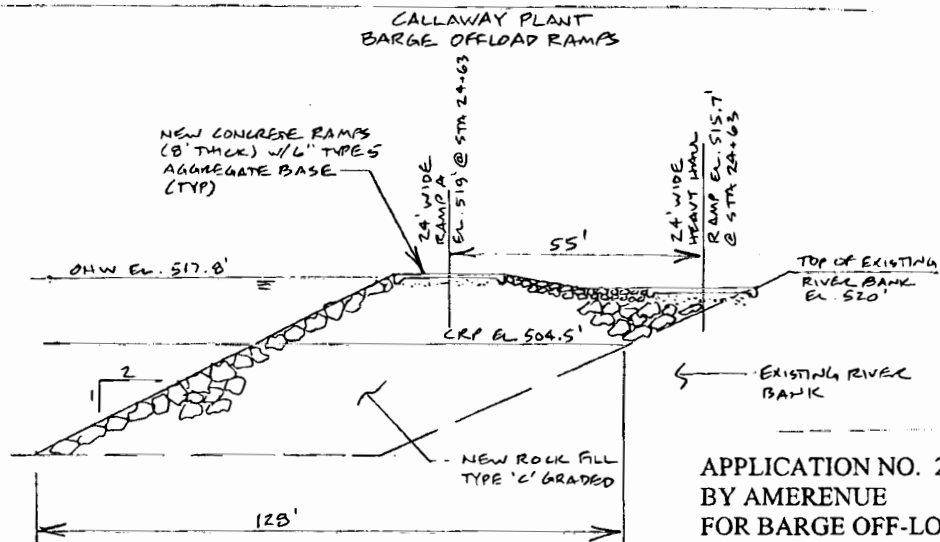 CALLAWAY PLANT
BARGE OFFLOAD RAMPS
NEW CONCRETE RAMPS
(8" THICK) W/6" TYPE 5
AGGREGATE BASE
(TYP)
24' WIDE
RAMP A
EL. 519' @ STA 24+63
24' WIDE
HEAVY HAUL
RAMP EL. 515.7'
@ STA 24+63
55'
OHW EL. 517.8'
TOP OF EXISTING
RIVER BANK
EL. 520'
CRP EL 504.5'
2
1
EXISTING RIVER
BANK
NEW ROCK FILL
TYPE 'C' GRADED
128'
APPLICATION NO. 2
BY AMERENUE
FOR BARGE OFF-LO